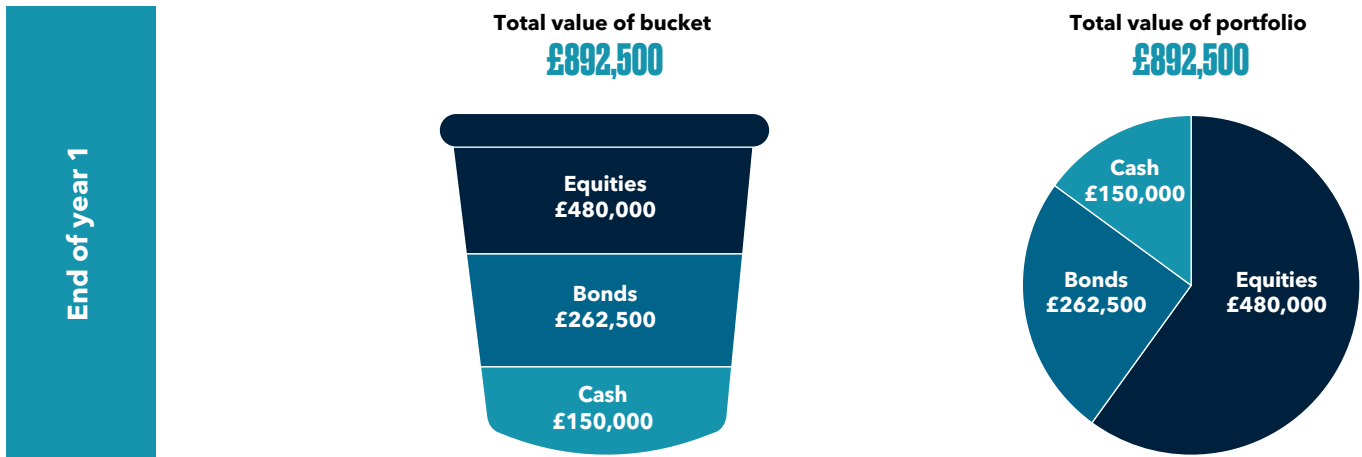 End of year 1
Total value of bucket
£892,500
Equities
£480,000
Bonds
£262,500
Cash
£150,000
Total value of portfolio
£892,500
Cash
£150,000
Bonds
£262,500
Equities
£480,000